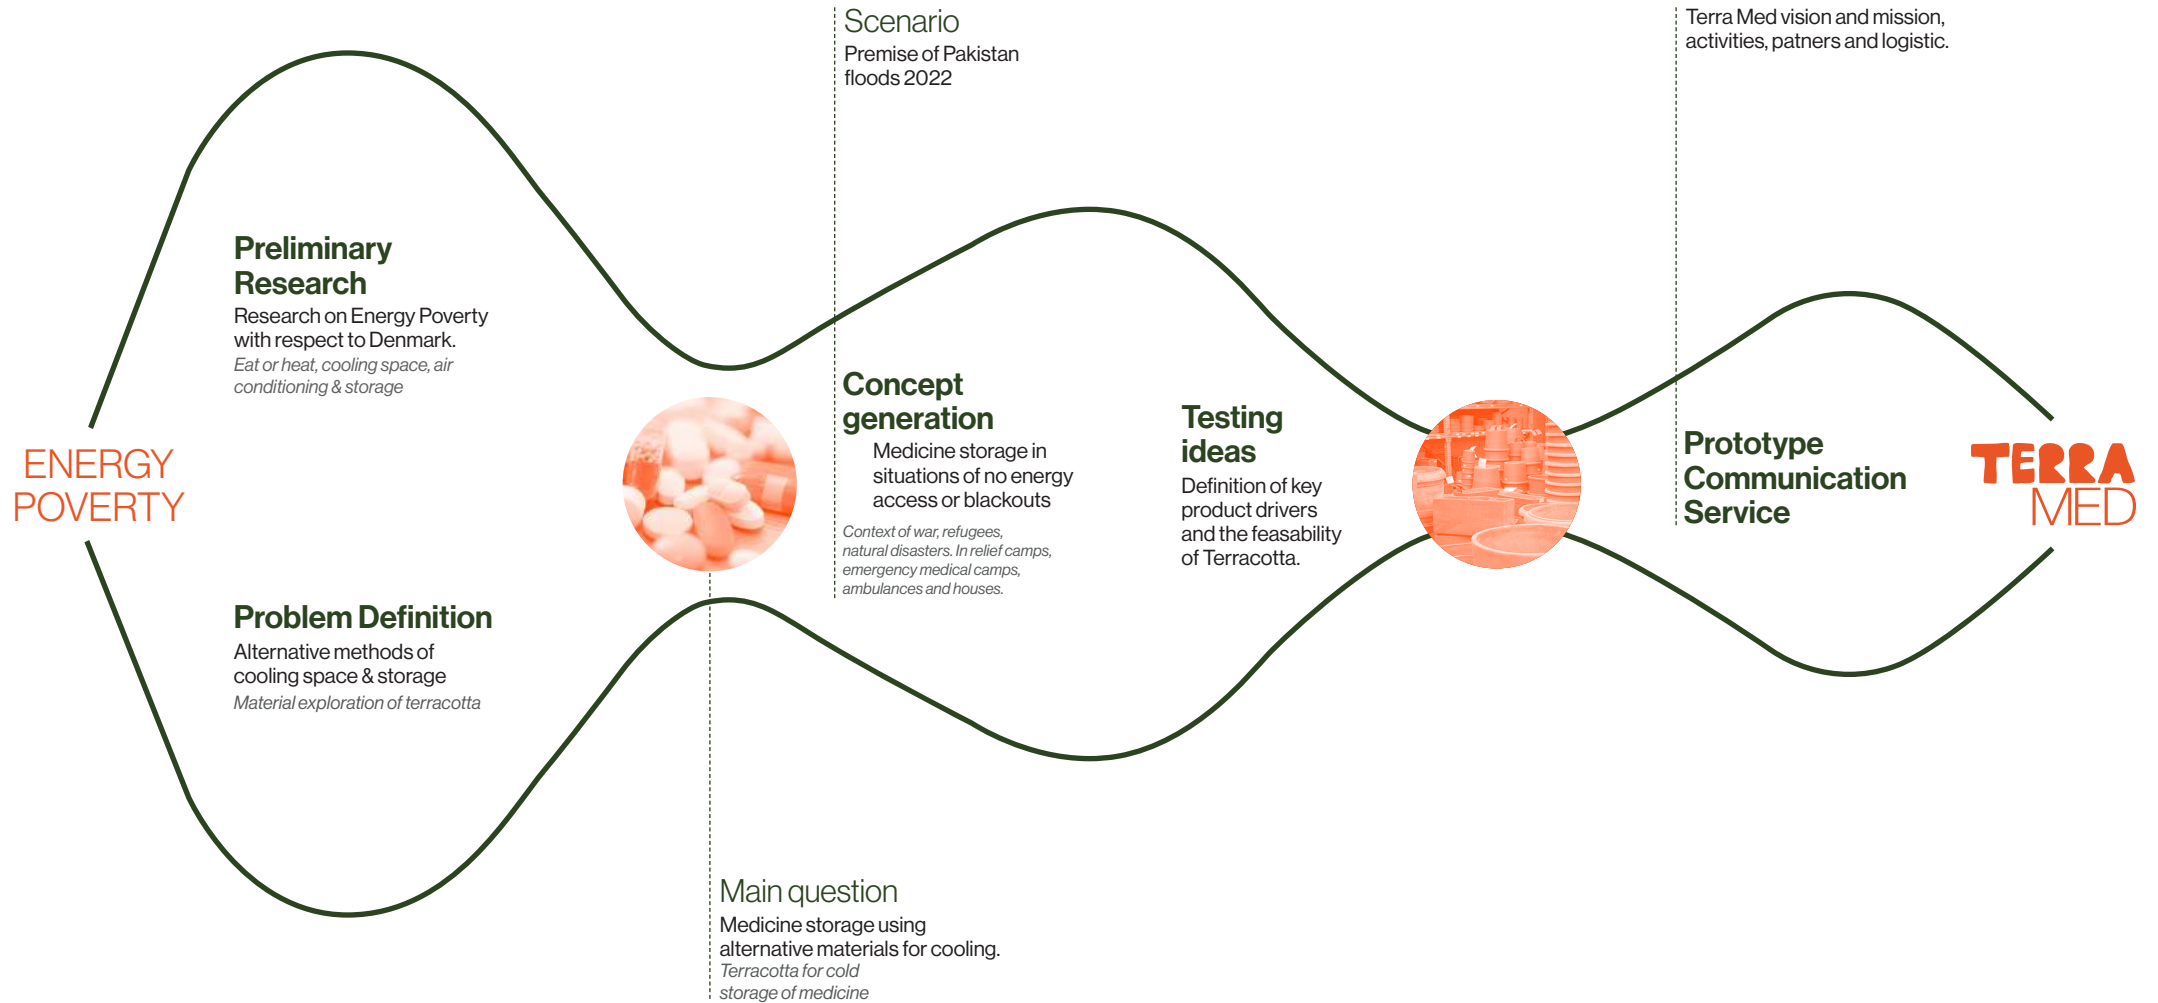 ENERGY
POVERTY
Preliminary
Research
Research on Energy Poverty
with respect to Denmark.
Eat or heat, cooling space, air
conditioning & storage
Problem Definition
Alternative methods of
cooling space & storage
Material exploration of terracotta
Main question
Medicine storage using
alternative materials for cooling.
Terracotta for cold
storage of medicine
Scenario
Premise of Pakistan
floods 2022
Concept
generation
Medicine storage in
situations of no energy
access or blackouts
Context of war, refugees,
natural disasters. In relief camps,
emergency medical camps,
ambulances and houses.
Testing
ideas
Definition of key
product drivers
and the feasability
of Terracotta.
Terra Med vision and mission,
activities, patners and logistic.
Prototype
Communication
Service
TERRA
MED